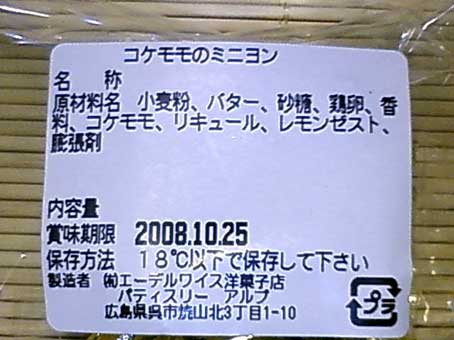 コケモモのミニヨン
名　　称
原材料名　小麦粉、バター、砂糖、鶏卵、香
料、コケモモ、リキュール、レモンゼスト、
膨張剤
内容量
賞味期限　2008.10.25
保存方法　18℃以下で保存して下さい
製造者　㈲エーデルワイス洋菓子店
パティスリー　アルプ
広島県呉市焼山北3丁目1-10
プラ